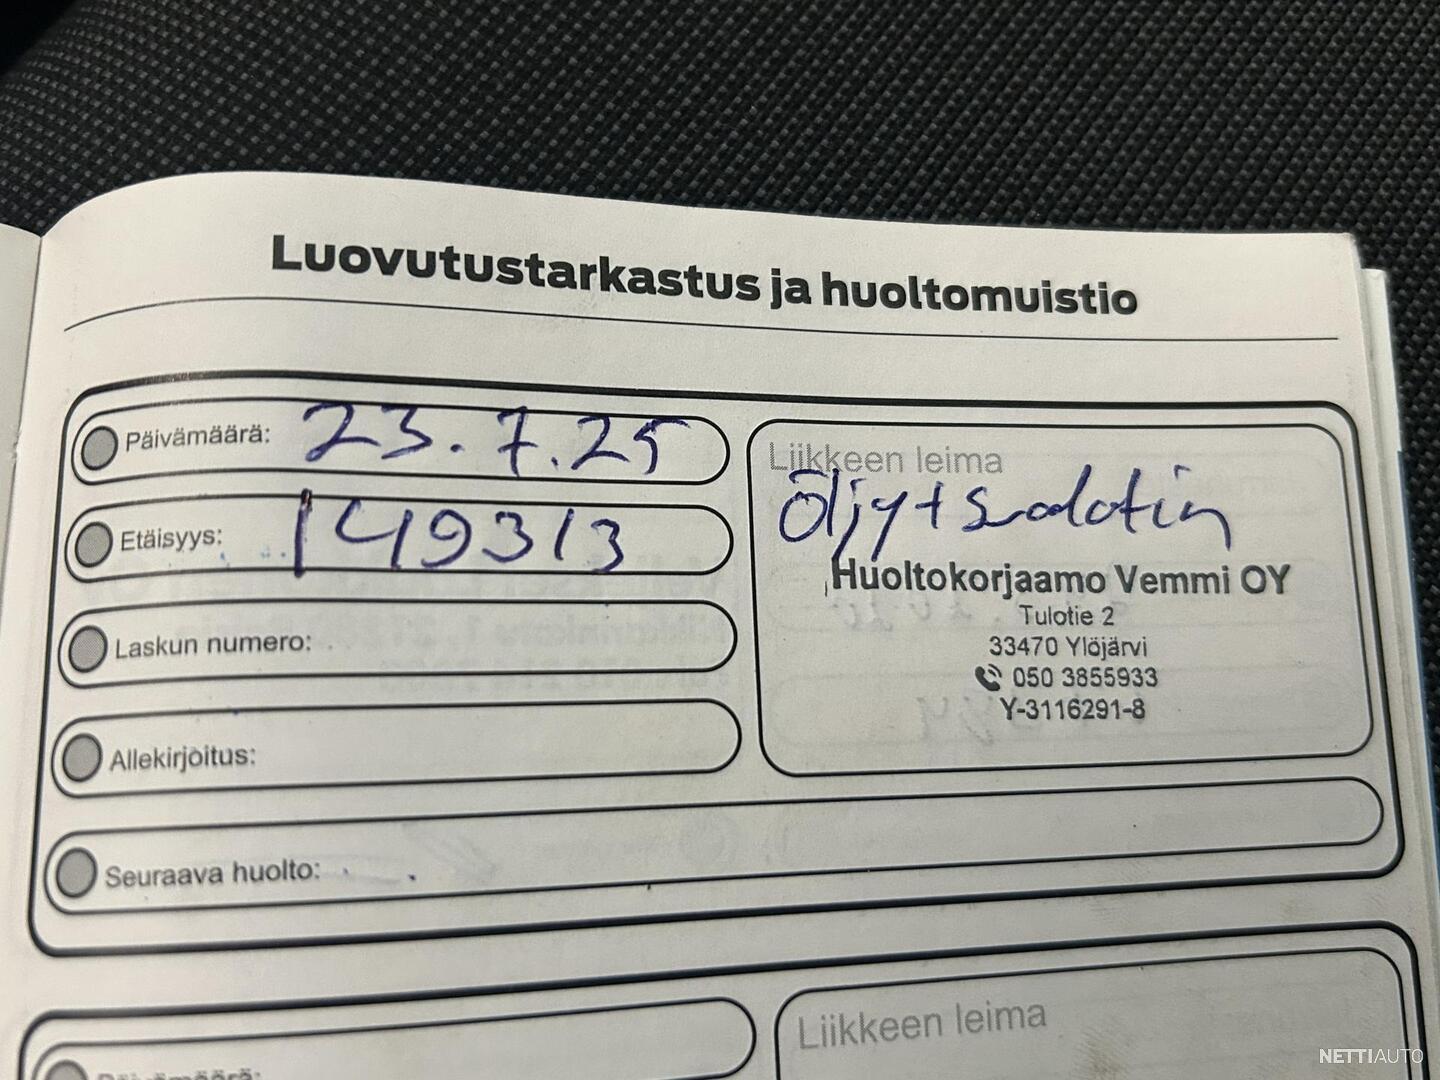 Luovutustarkastus ja huoltomuistio
Päivämäärä: 23.7.25
Etäisyys: 149313
Laskun numero:
Allekirjoitus:
Seuraava huolto:
Liikkeen leima
Öljy+suodatin
Huoltokorjaamo Vemmi OY
Tulotie 2
33470 Ylöjärvi
050 3855933
Y-3116291-8
Päivämäärä:
Liikkeen leima
NETTIAUTO